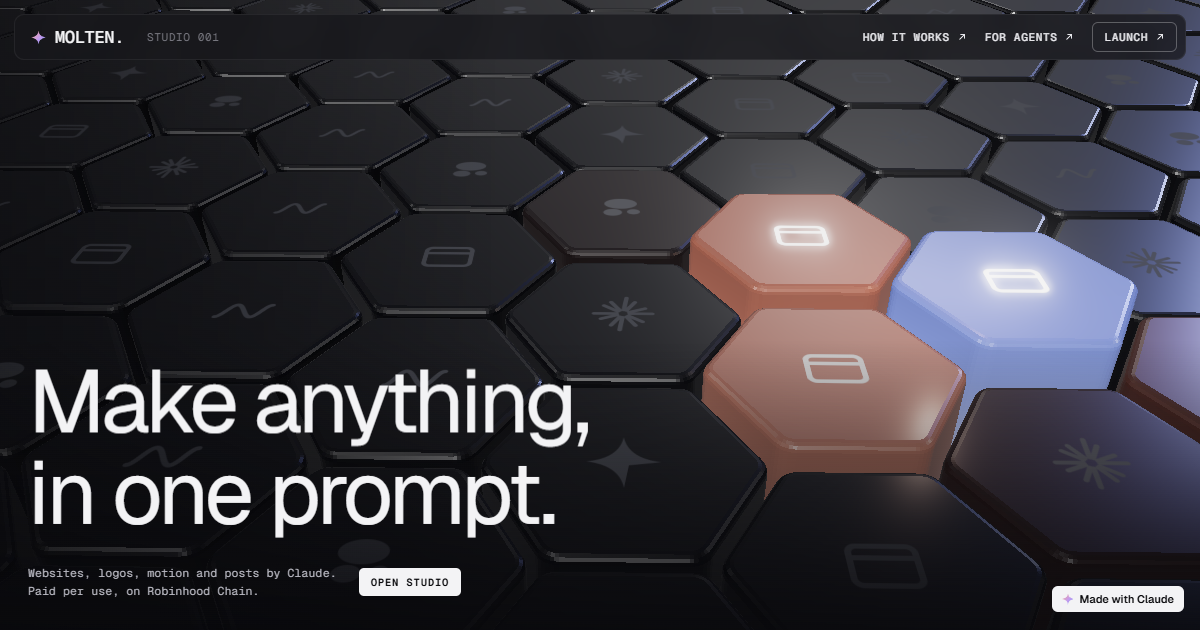 MOLTEN.
STUDIO 001
HOW IT WORKS ↗
FOR AGENTS ↗
LAUNCH ↗
Make anything,
in one prompt.
Websites, logos, motion and posts by Claude.
Paid per use, on Robinhood Chain.
OPEN STUDIO
Made with Claude